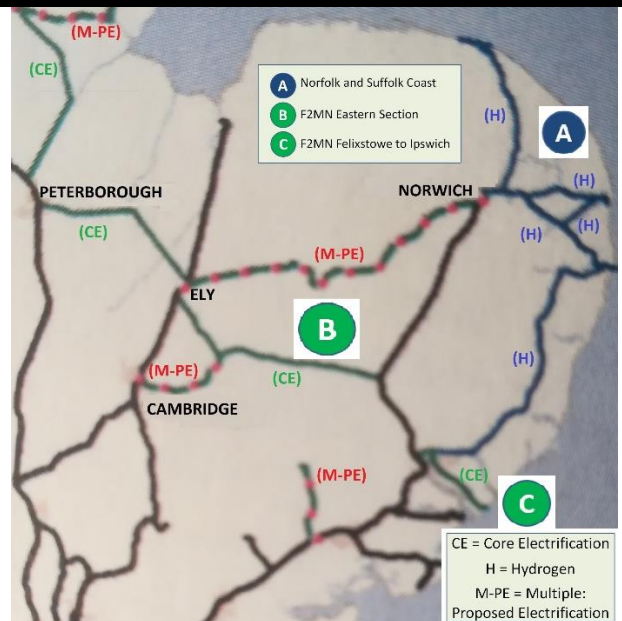 (M-PE)
(CE)
A Norfolk and Suffolk Coast
B F2MN Eastern Section
C F2MN Felixstowe to Ipswich
(H)
A
PETERBOROUGH
NORWICH
(H)
(CE)
(H)
(H)
(M-PE)
ELY
B
(H)
(M-PE)
(CE)
CAMBRIDGE
(M-PE)
(CE)
C
CE = Core Electrification
H = Hydrogen
M-PE = Multiple:
Proposed Electrification